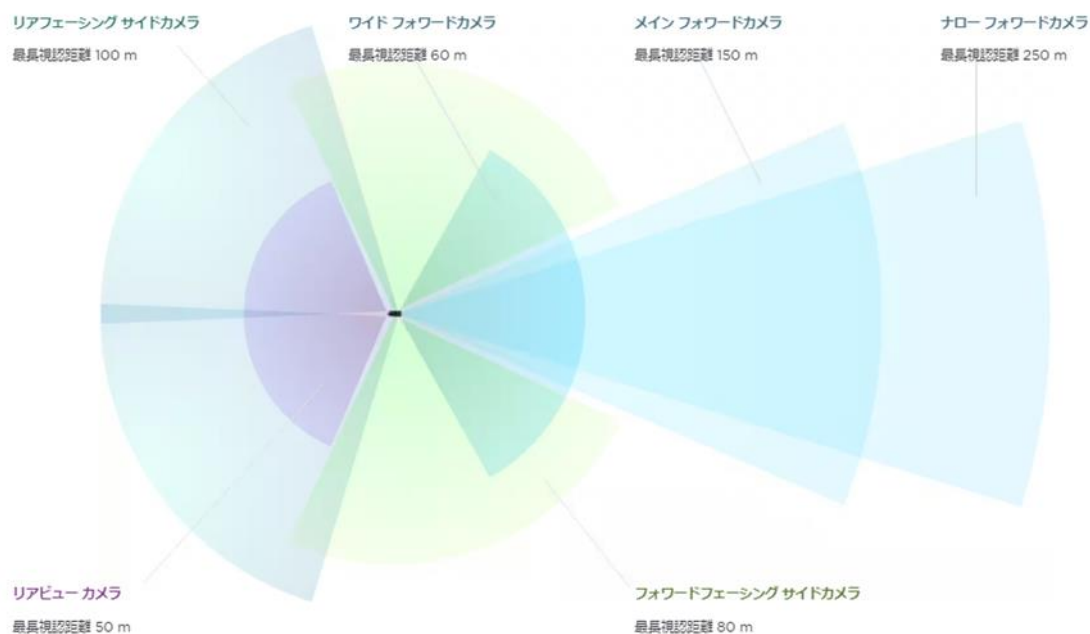 リアフェーシング サイドカメラ
最長視認距離 100 m
ワイド フォワードカメラ
最長視認距離 60 m
メイン フォワードカメラ
最長視認距離 150 m
ナロー フォワードカメラ
最長視認距離 250 m
リアビュー カメラ
最長視認距離 50 m
フォワードフェーシング サイドカメラ
最長視認距離 80 m